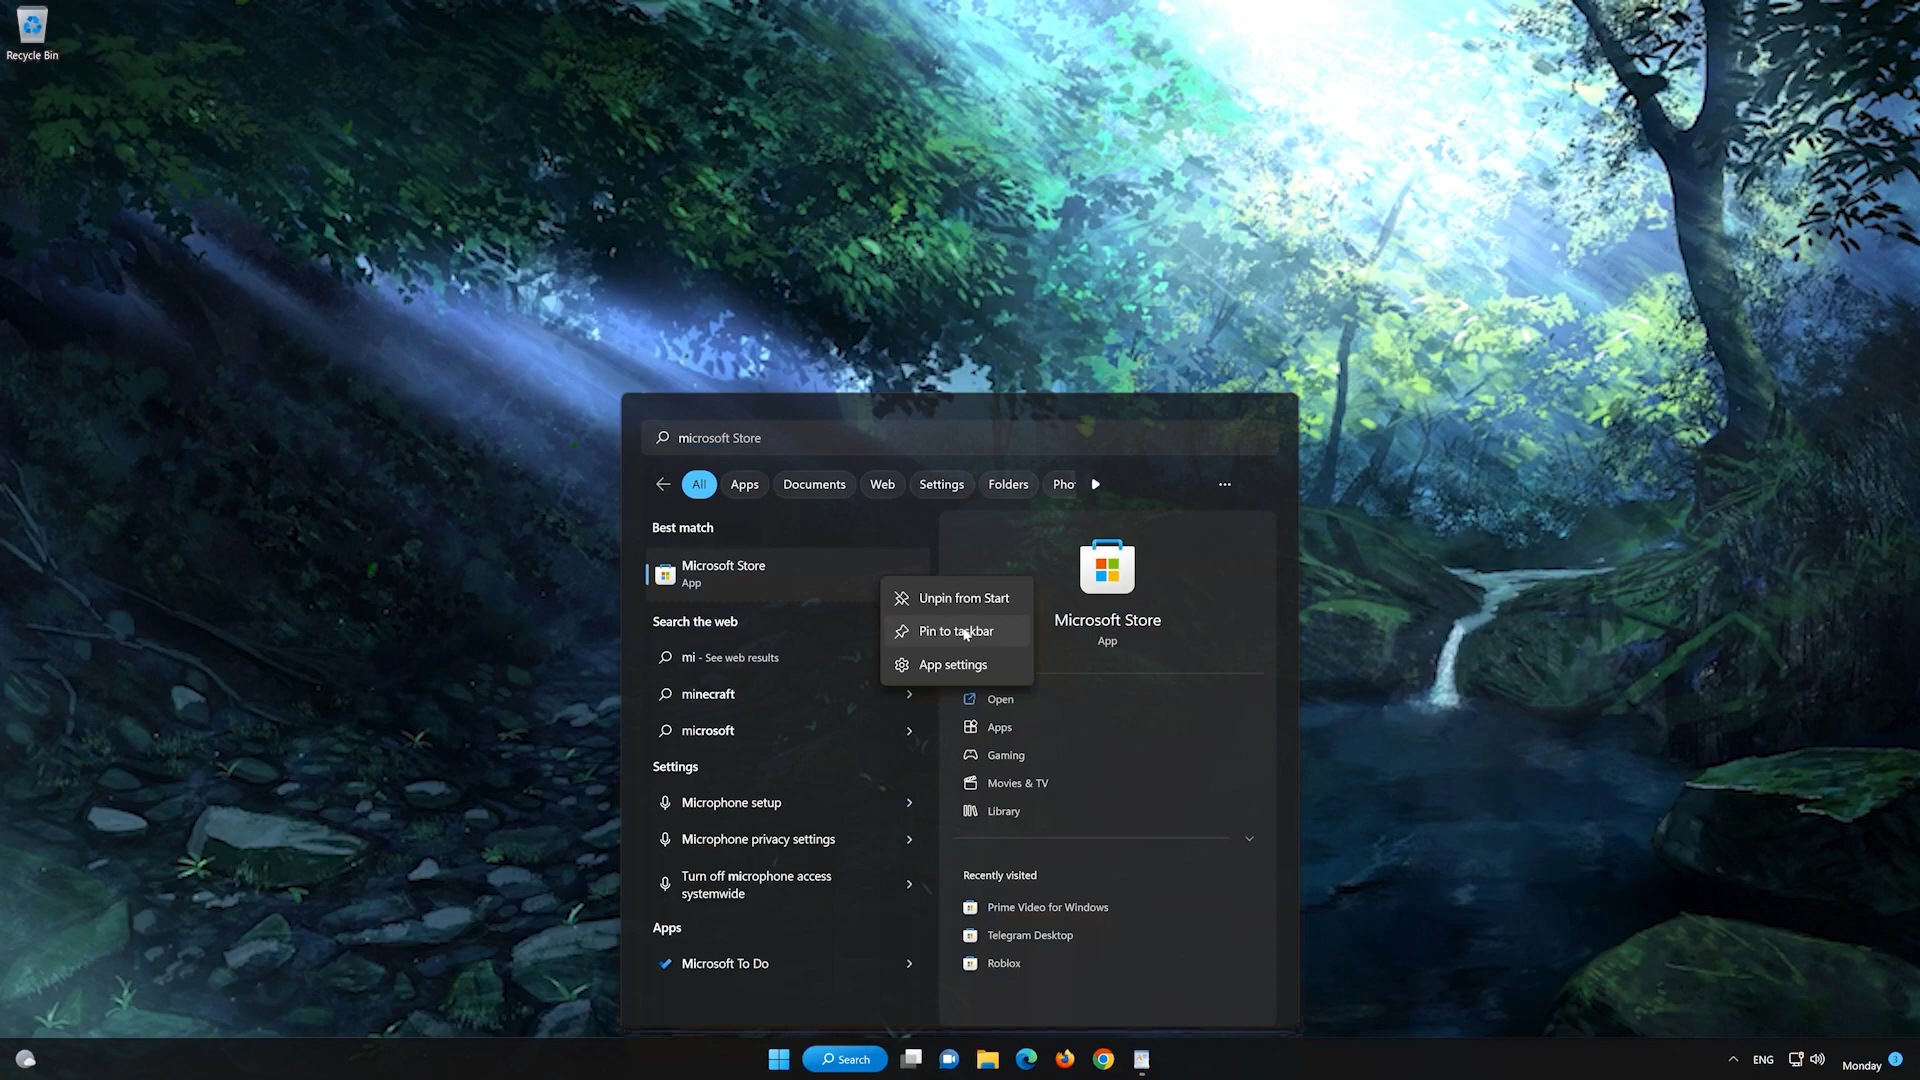 Recycle Bin
microsoft Store
All Apps Documents Web Settings Folders Pho
Best match
Microsoft Store
App
Search the web
mi - See web results
minecraft
microsoft
Settings
Microphone setup
Microphone privacy settings
Turn off microphone access
systemwide
Apps
Microsoft To Do
Unpin from Start
Pin to taskbar
App settings
Microsoft Store
App
Open
Apps
Gaming
Movies & TV
Library
Recently visited
Prime Video for Windows
Telegram Desktop
Roblox
Search
ENG
Monday
3